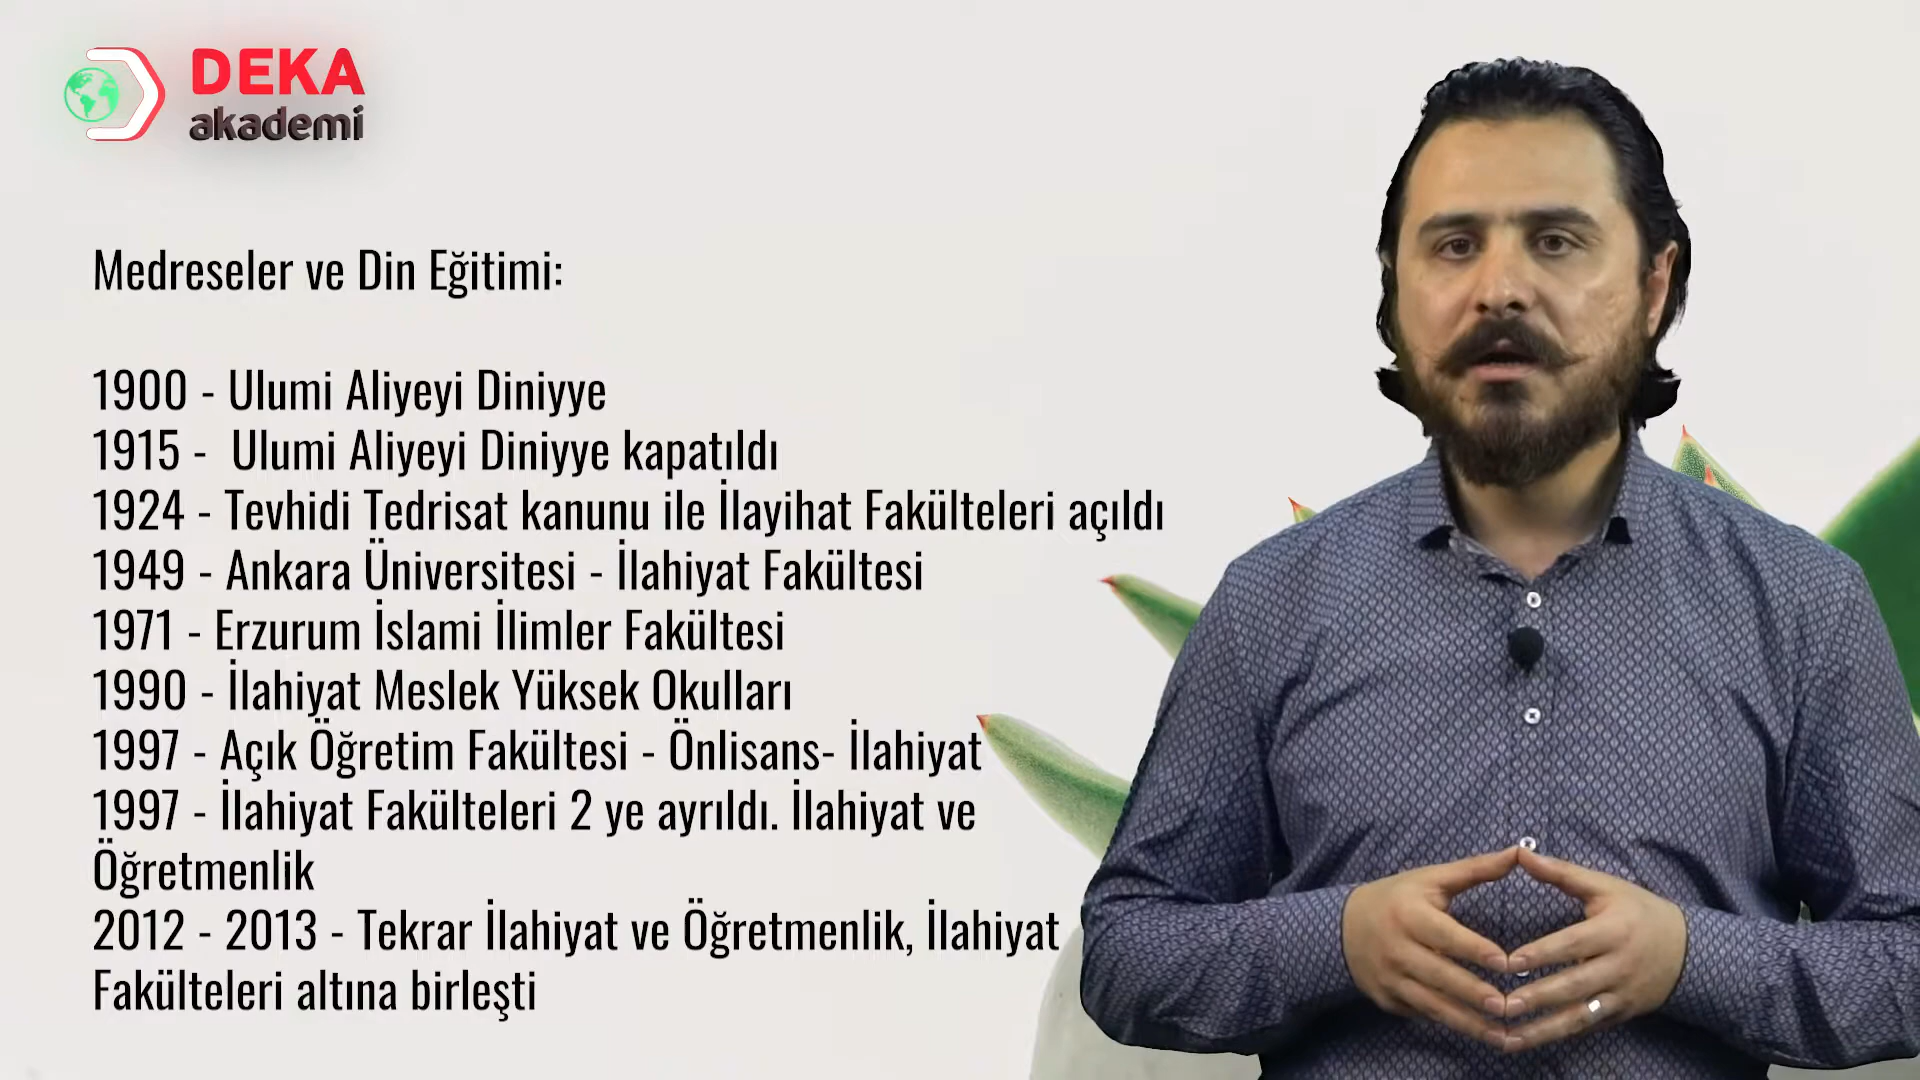 DEKA
akademi
Medreseler ve Din Eğitimi:
1900 - Ulumi Aliyeyi Diniyye
1915 - Ulumi Aliyeyi Diniyye kapatıldı
1924 - Tevhidi Tedrisat kanunu ile İlayihat Fakülteleri açıldı
1949 - Ankara Üniversitesi - İlahiyat Fakültesi
1971 - Erzurum İslami İlimler Fakültesi
1990 - İlahiyat Meslek Yüksek Okulları
1997 - Açık Öğretim Fakültesi - Önlisans- İlahiyat
1997 - İlahiyat Fakülteleri 2 ye ayrıldı. İlahiyat ve
Öğretmenlik
2012 - 2013 - Tekrar İlahiyat ve Öğretmenlik, İlahiyat
Fakülteleri altına birleşti